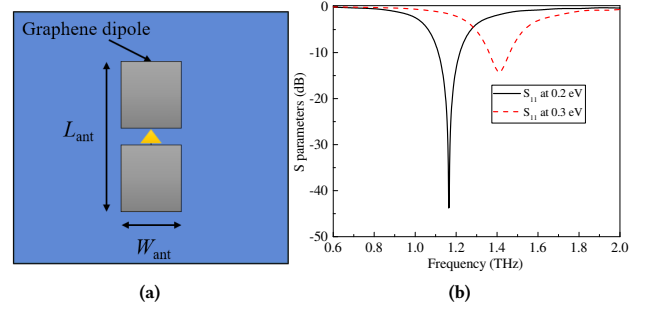 Graphene dipole
L_ant
W_ant
(a)
0
-10
-20
-30
-40
-50
S parameters (dB)
S₁₁ at 0.2 eV
S₁₁ at 0.3 eV
0.6 0.8 1.0 1.2 1.4 1.6 1.8 2.0
Frequency (THz)
(b)